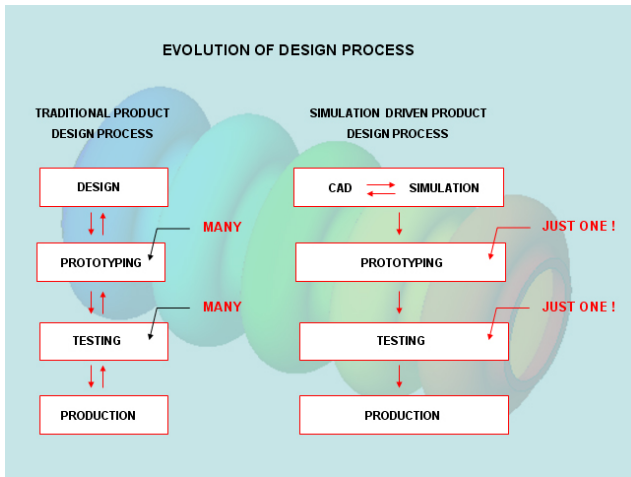 EVOLUTION OF DESIGN PROCESS
TRADITIONAL PRODUCT
DESIGN PROCESS
DESIGN
MANY
PROTOTYPING
MANY
TESTING
PRODUCTION
SIMULATION DRIVEN PRODUCT
DESIGN PROCESS
CAD SIMULATION
JUST ONE !
PROTOTYPING
JUST ONE !
TESTING
PRODUCTION